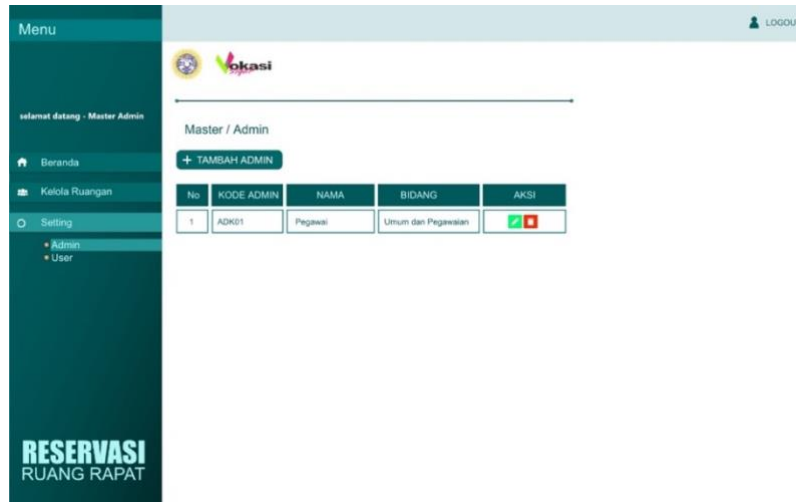 Menu
LOGOU
Vokasi
selamat datang - Master Admin
Master / Admin
+ TAMBAH ADMIN
Beranda
Kelola Ruangan
Setting
Admin
User
No KODE ADMIN NAMA BIDANG AKSI
1 ADK01 Pegawai Umum dan Pegawaian
RESERVASI
RUANG RAPAT